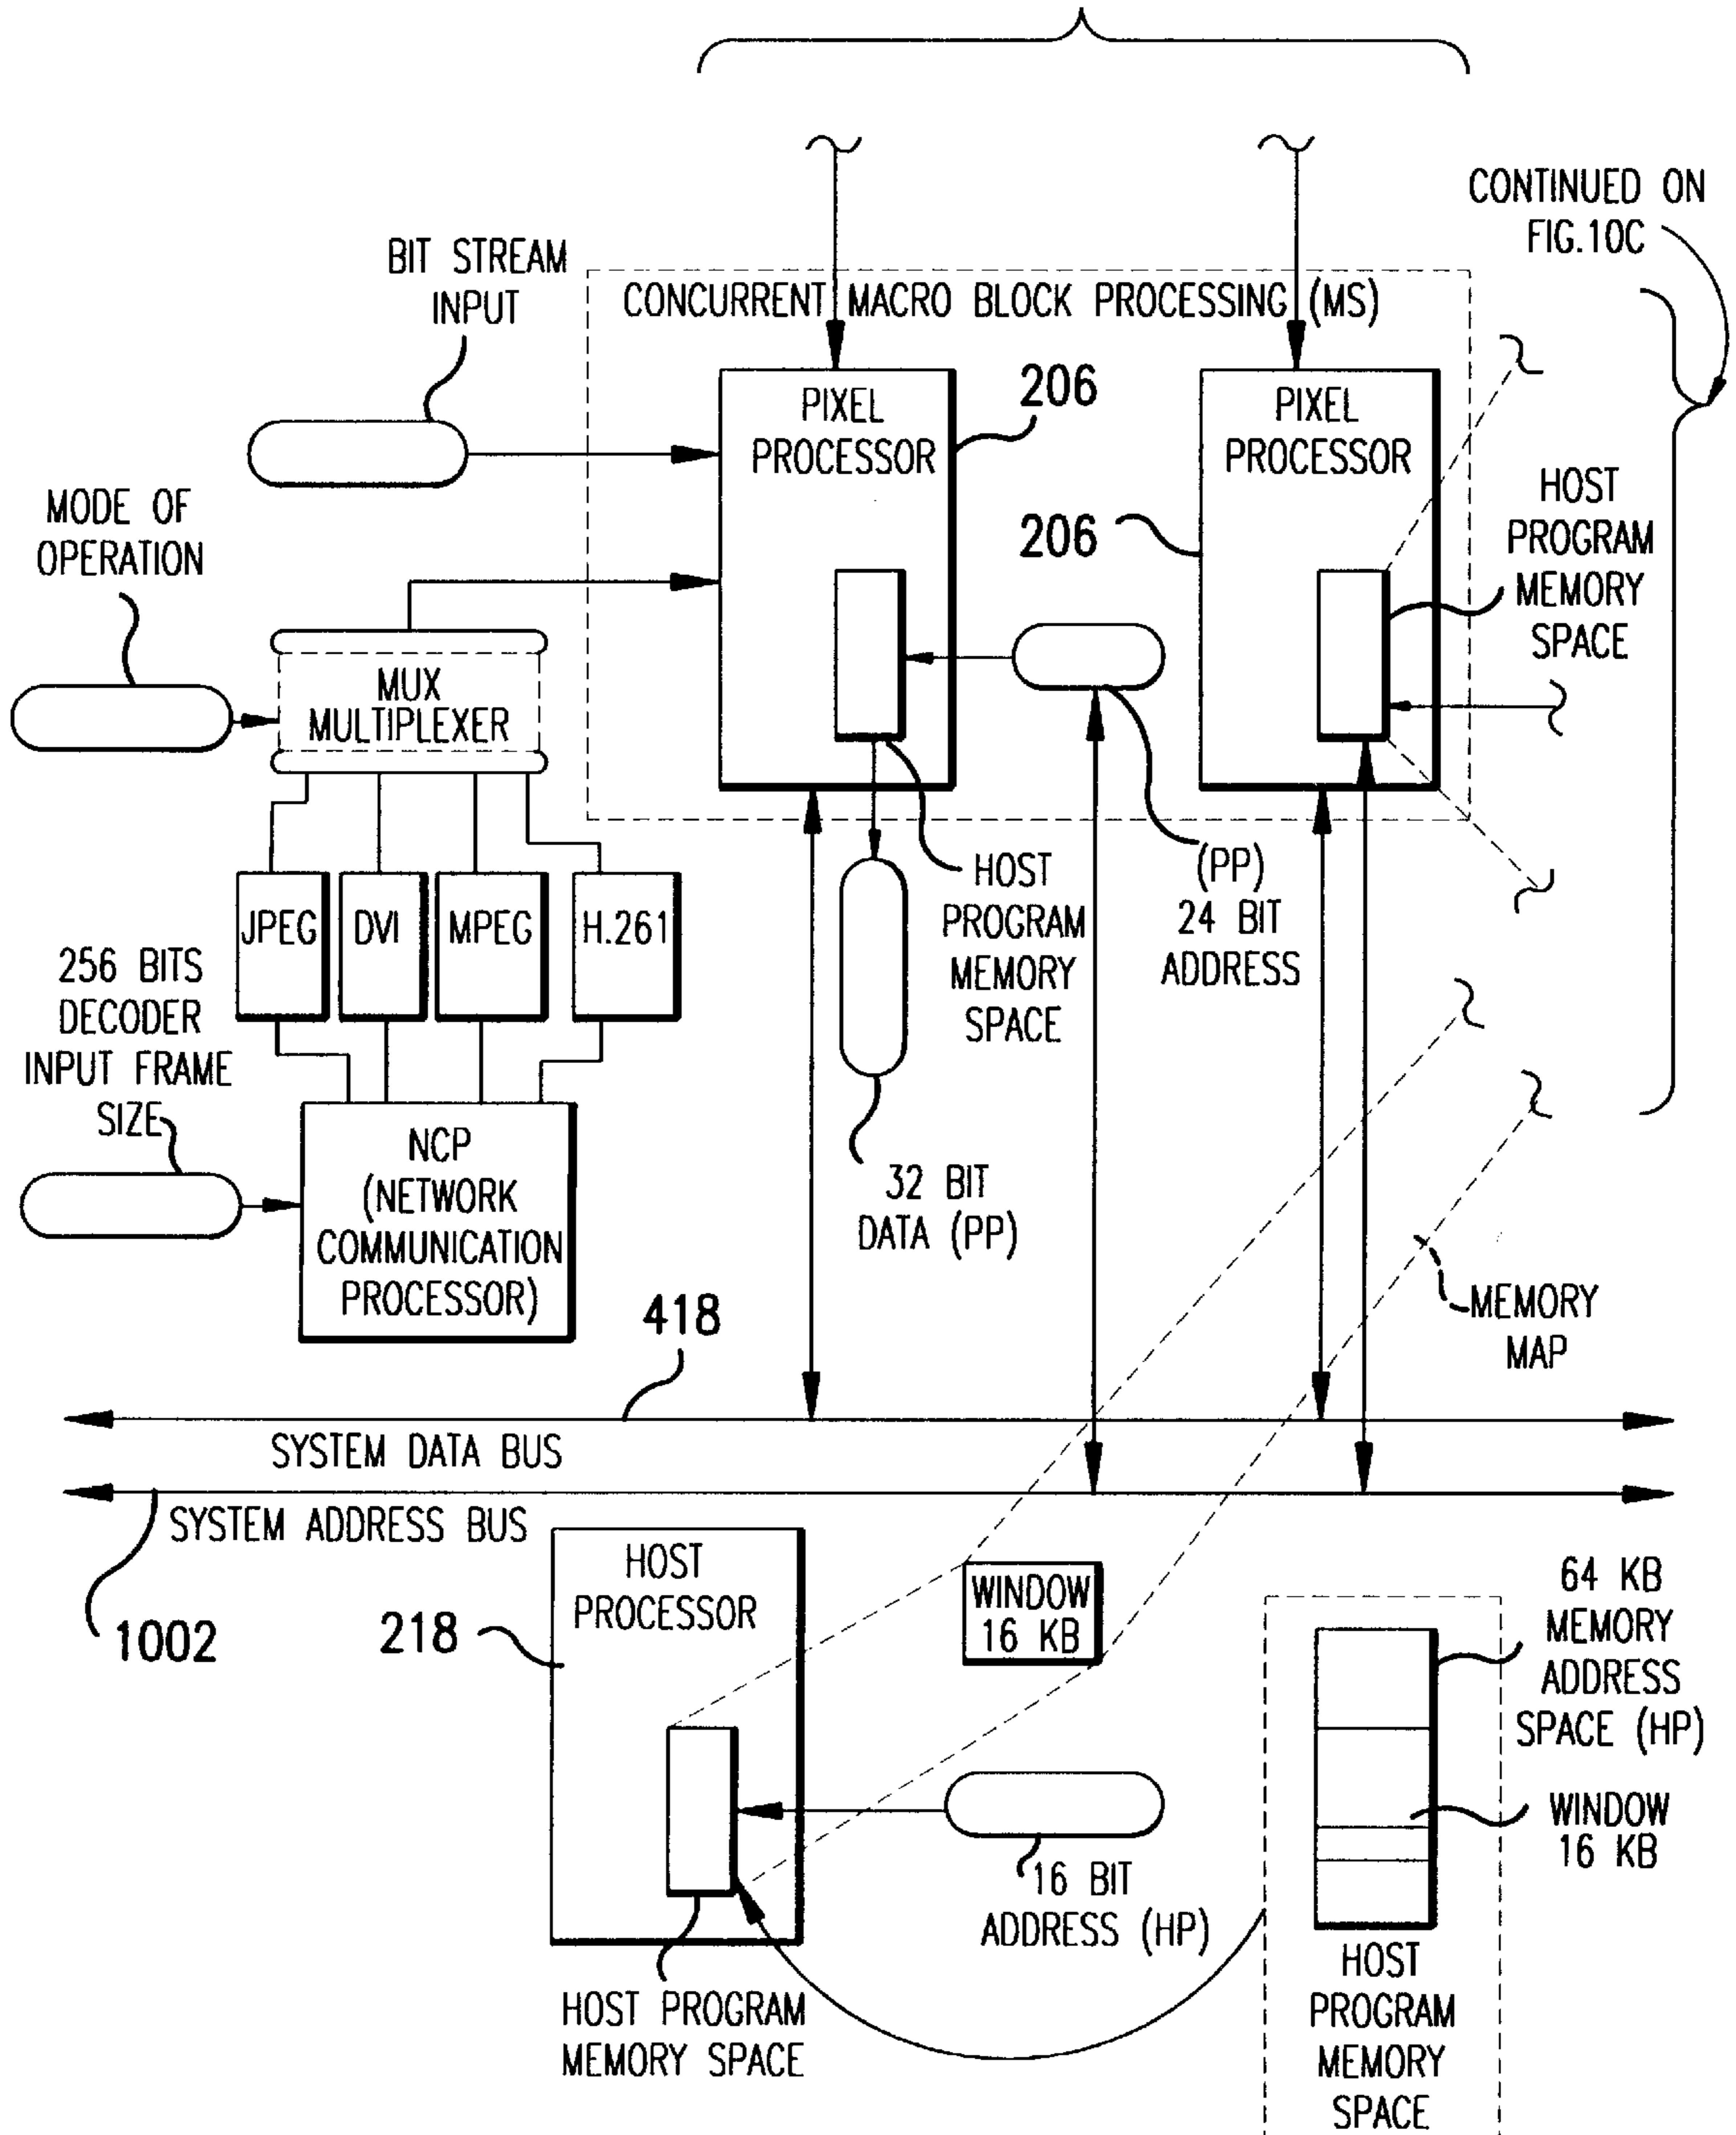 CONTINUED ON
FIG.10C
BIT STREAM
INPUT
CONCURRENT MACRO BLOCK PROCESSING (MS)
PIXEL
PROCESSOR
206
PIXEL
PROCESSOR
206
MODE OF
OPERATION
HOST
PROGRAM
MEMORY
SPACE
MUX
MULTIPLEXER
JPEG
DVI
MPEG
H.261
HOST
PROGRAM
MEMORY
SPACE
(PP)
24 BIT
ADDRESS
256 BITS
DECODER
INPUT FRAME
SIZE
NCP
(NETWORK
COMMUNICATION
PROCESSOR)
32 BIT
DATA (PP)
MEMORY
MAP
418
SYSTEM DATA BUS
SYSTEM ADDRESS BUS
1002
HOST
PROCESSOR
218
WINDOW
16 KB
64 KB
MEMORY
ADDRESS
SPACE (HP)
WINDOW
16 KB
16 BIT
ADDRESS (HP)
HOST PROGRAM
MEMORY SPACE
HOST
PROGRAM
MEMORY
SPACE